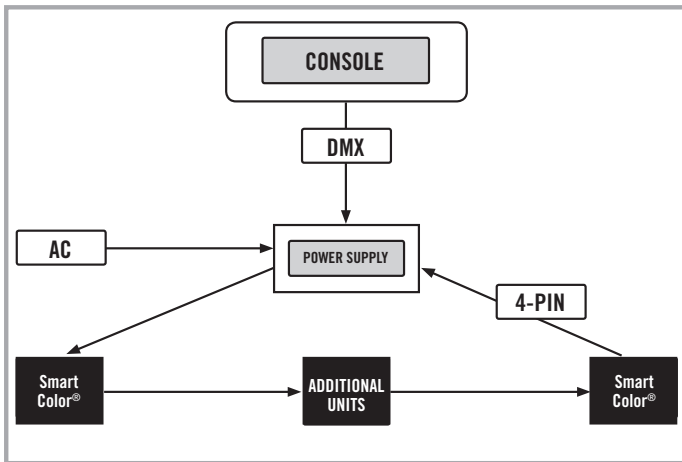 CONSOLE
DMX
AC
POWER SUPPLY
4-PIN
Smart
Color®
ADDITIONAL
UNITS
Smart
Color®